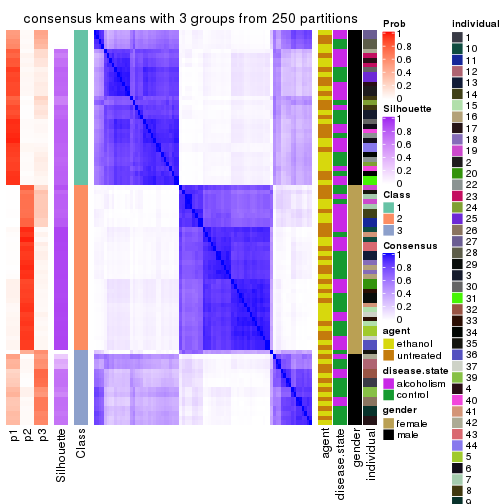 consensus kmeans with 3 groups from 250 partitions
p1
p2
p3
Silhouette
Class
agent
disease.state
gender
individual
Prob
1
0.8
0.6
0.4
0.2
0
Silhouette
1
0.8
0.6
0.4
0.2
0
Class
1
2
3
Consensus
1
0.8
0.6
0.4
0.2
0
agent
ethanol
untreated
disease.state
alcoholism
control
gender
female
male
individual
1
10
11
12
13
14
15
16
17
18
19
2
20
22
23
24
25
26
27
28
29
3
30
31
32
33
34
35
36
37
39
4
40
41
42
43
44
5
6
7
8
9